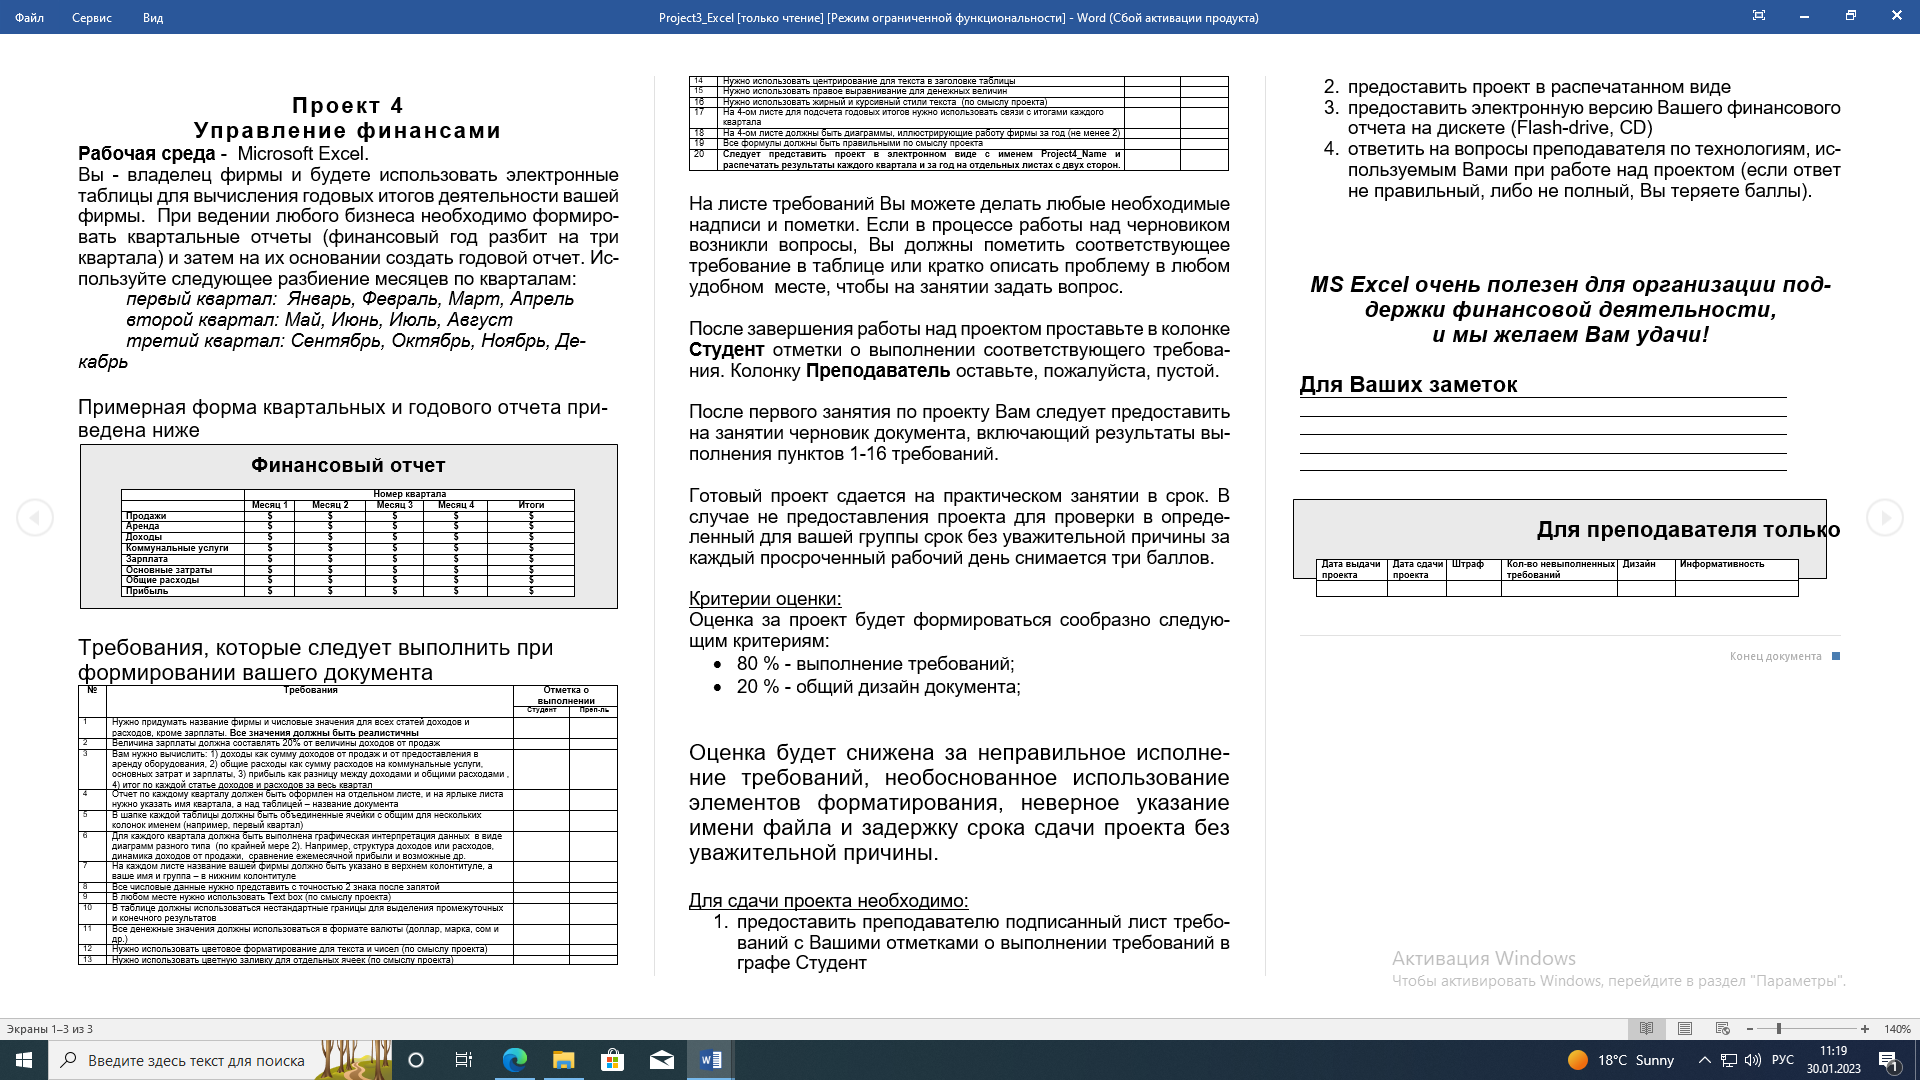 Файл Сервис Вид
Project3_Excel [только чтение] [Режим ограниченной функциональности] - Word (Сбой активации продукта)
Проект 4
Управление финансами
Рабочая среда - Microsoft Excel.
Вы - владелец фирмы и будете использовать электронные
таблицы для вычисления годовых итогов деятельности вашей
фирмы. При ведении любого бизнеса необходимо формиро-
вать квартальные отчеты (финансовый год разбит на три
квартала) и затем на их основании создать годовой отчет. Ис-
пользуйте следующее разбиение месяцев по кварталам:
первый квартал: Январь, Февраль, Март, Апрель
второй квартал: Май, Июнь, Июль, Август
третий квартал: Сентябрь, Октябрь, Ноябрь, Де-
кабрь
Примерная форма квартальных и годового отчета при-
ведена ниже
Финансовый отчет
Номер квартала
Месяц 1 Месяц 2 Месяц 3 Месяц 4 Итоги
Продажи $ $ $ $ $
Аренда $ $ $ $ $
Доходы $ $ $ $ $
Коммунальные услуги $ $ $ $ $
Зарплата $ $ $ $ $
Основные затраты $ $ $ $ $
Общие расходы $ $ $ $ $
Прибыль $ $ $ $ $
Требования, которые следует выполнить при
формировании вашего документа
№ Требования Отметка о
выполнении
Студент Преп-ль
1 Нужно придумать название фирмы и числовые значения для всех статей доходов и
расходов, кроме зарплаты. Все значения должны быть реалистичны
2 Величина зарплаты должна составлять 20% от величины доходов от продаж
3 Вам нужно вычислить: 1) доходы как сумму доходов от продаж и от предоставления в
аренду оборудования, 2) общие расходы как сумму расходов на коммунальные услуги,
основных затрат и зарплаты, 3) прибыль как разницу между доходами и общими расходами ,
4) итог по каждой статье доходов и расходов за весь квартал
4 Отчет по каждому кварталу должен быть оформлен на отдельном листе, и на ярлыке листа
нужно указать имя квартала, а над таблицей – название документа
5 В шапке каждой таблицы должны быть объединенные ячейки с общим для нескольких
колонок именем (например, первый квартал)
6 Для каждого квартала должна быть выполнена графическая интерпретация данных в виде
диаграмм разного типа (по крайней мере 2). Например, структура доходов или расходов,
динамика доходов от продажи, сравнение ежемесячной прибыли и возможные др.
7 На каждом листе название вашей фирмы должно быть указано в верхнем колонтитуле, а
ваше имя и группа – в нижним колонтитуле
8 Все числовые данные нужно представить с точностью 2 знака после запятой
9 В любом месте нужно использовать Text box (по смыслу проекта)
10 В таблице должны использоваться нестандартные границы для выделения промежуточных
и конечного результатов
11 Все денежные значения должны использоваться в формате валюты (доллар, марка, сом и
др.)
12 Нужно использовать цветовое форматирование для текста и чисел (по смыслу проекта)
13 Нужно использовать цветную заливку для отдельных ячеек (по смыслу проекта)
14 Нужно использовать центрирование для текста в заголовке таблицы
15 Нужно использовать правое выравнивание для денежных величин
16 Нужно использовать жирный и курсивный стили текста (по смыслу проекта)
17 На 4-ом листе для подсчета годовых итогов нужно использовать связи с итогами каждого
квартала
18 На 4-ом листе должны быть диаграммы, иллюстрирующие работу фирмы за год (не менее 2)
19 Все формулы должны быть правильными по смыслу проекта
20 Следует представить проект в электронном виде с именем Project4_Name и
распечатать результаты каждого квартала и за год на отдельных листах с двух сторон.
На листе требований Вы можете делать любые необходимые
надписи и пометки. Если в процессе работы над черновиком
возникли вопросы, Вы должны пометить соответствующее
требование в таблице или кратко описать проблему в любом
удобном месте, чтобы на занятии задать вопрос.
После завершения работы над проектом проставьте в колонке
Студент отметки о выполнении соответствующего требова-
ния. Колонку Преподаватель оставьте, пожалуйста, пустой.
После первого занятия по проекту Вам следует предоставить
на занятии черновик документа, включающий результаты вы-
полнения пунктов 1-16 требований.
Готовый проект сдается на практическом занятии в срок. В
случае не предоставления проекта для проверки в опреде-
ленный для вашей группы срок без уважительной причины за
каждый просроченный рабочий день снимается три баллов.
Критерии оценки:
Оценка за проект будет формироваться сообразно следую-
щим критериям:
• 80 % - выполнение требований;
• 20 % - общий дизайн документа;
Оценка будет снижена за неправильное исполне-
ние требований, необоснованное использование
элементов форматирования, неверное указание
имени файла и задержку срока сдачи проекта без
уважительной причины.
Для сдачи проекта необходимо:
1. предоставить преподавателю подписанный лист требо-
ваний с Вашими отметками о выполнении требований в
графе Студент
2. предоставить проект в распечатанном виде
3. предоставить электронную версию Вашего финансового
отчета на дискете (Flash-drive, CD)
4. ответить на вопросы преподавателя по технологиям, ис-
пользуемым Вами при работе над проектом (если ответ
не правильный, либо не полный, Вы теряете баллы).
MS Excel очень полезен для организации под-
держки финансовой деятельности,
и мы желаем Вам удачи!
Для Ваших заметок
Для преподавателя только
Дата выдачи
проекта
Дата сдачи
проекта
Штраф
Кол-во невыполненных
требований
Дизайн
Информативность
Конец документа
Активация Windows
Чтобы активировать Windows, перейдите в раздел "Параметры".
Экраны 1–3 из 3
140%
Введите здесь текст для поиска
18°C Sunny
РУС
11:19
30.01.2023
1